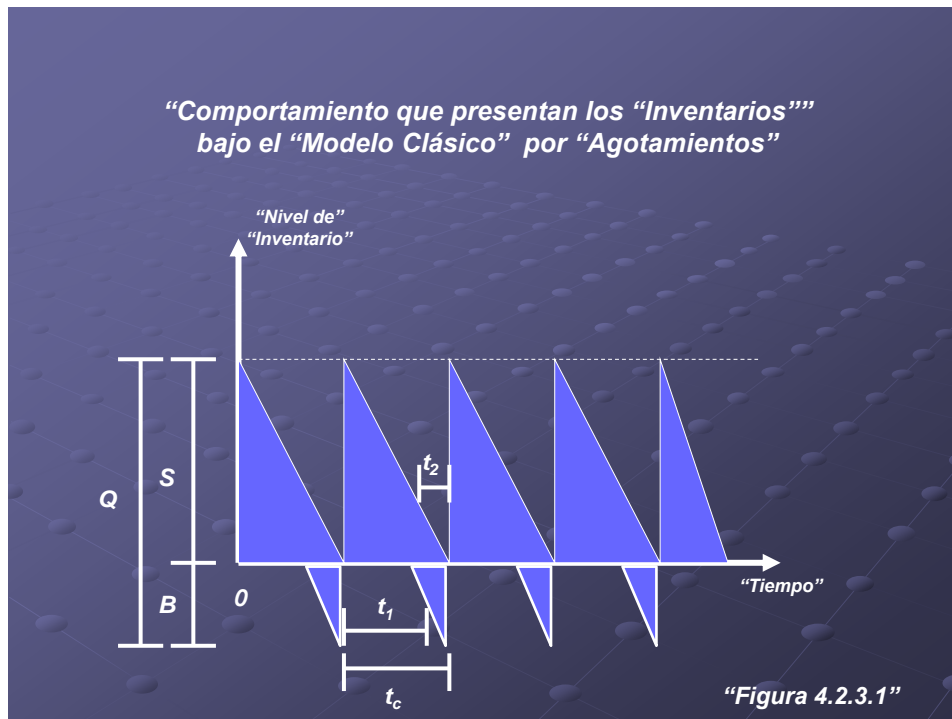 “Comportamiento que presentan los “Inventarios””
bajo el “Modelo Clásico” por “Agotamientos”
“Nivel de”
“Inventario”
t2
S
Q
“Tiempo”
B
0
t1
tc
“Figura 4.2.3.1”